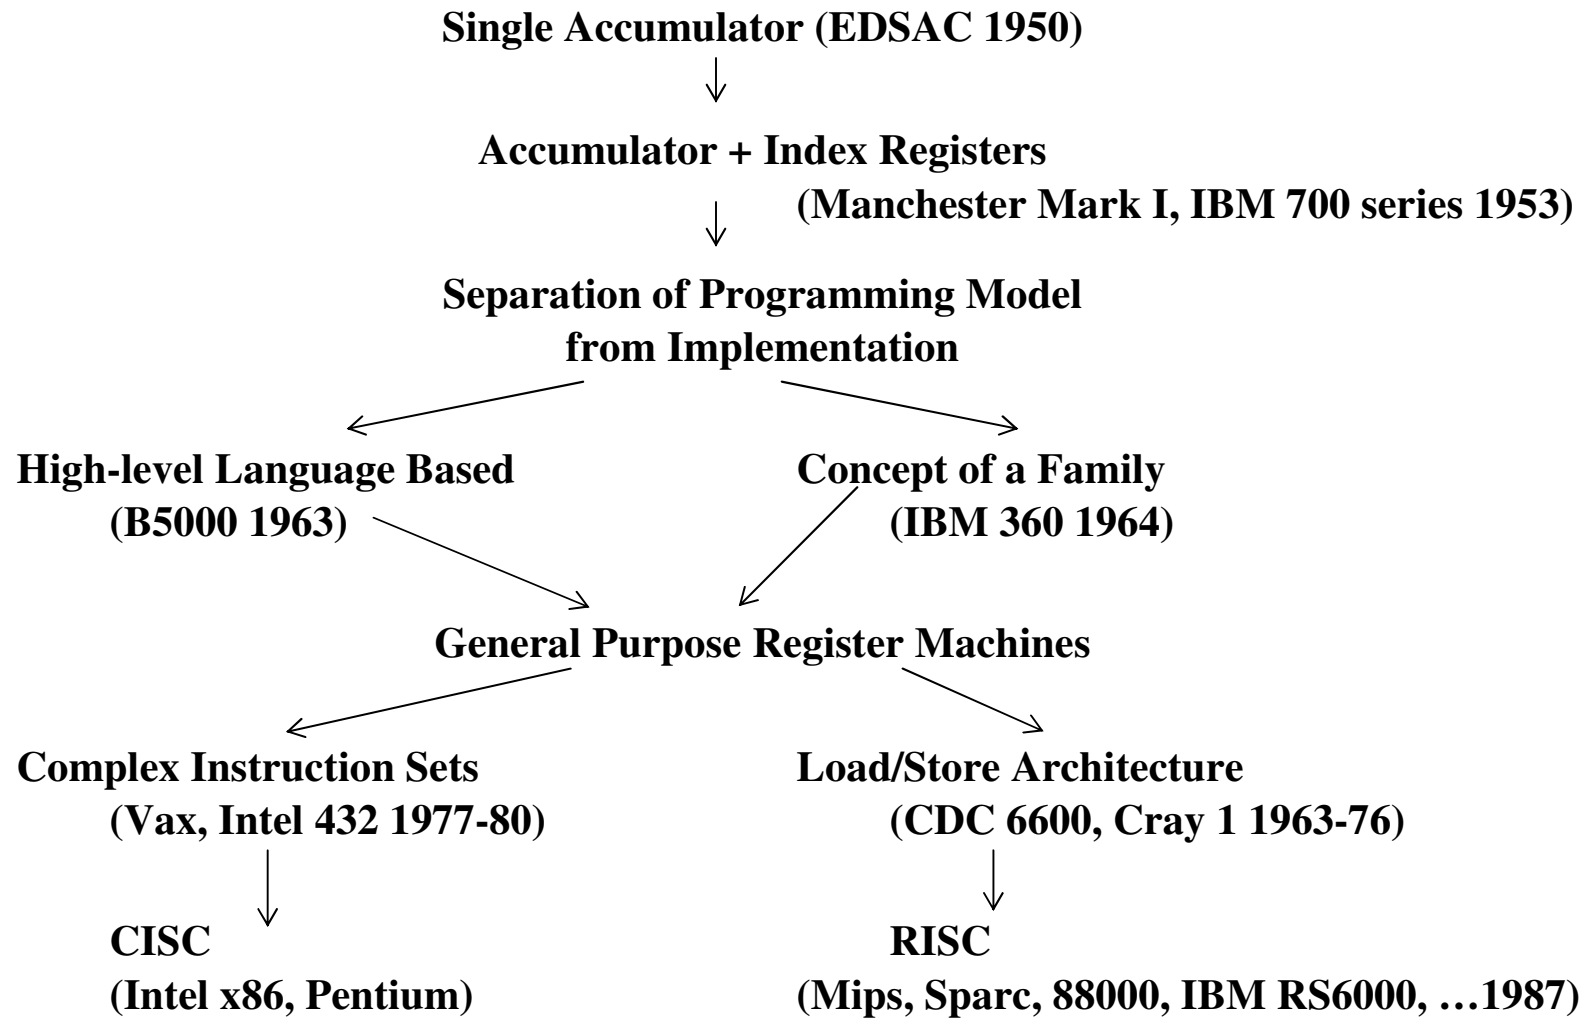 Single Accumulator (EDSAC 1950)
Accumulator + Index Registers
(Manchester Mark I, IBM 700 series 1953)
Separation of Programming Model
from Implementation
High-level Language Based
(B5000 1963)
Concept of a Family
(IBM 360 1964)
General Purpose Register Machines
Complex Instruction Sets
(Vax, Intel 432 1977-80)
Load/Store Architecture
(CDC 6600, Cray 1 1963-76)
CISC
(Intel x86, Pentium)
RISC
(Mips, Sparc, 88000, IBM RS6000, …1987)